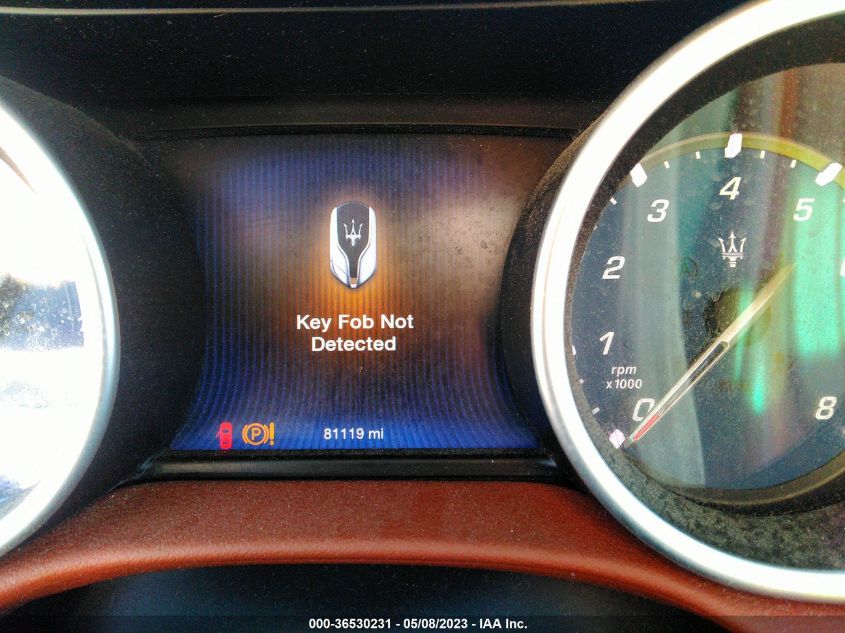 Key Fob Not
Detected
P!
81119 mi
0
1
2
3
4
5
8
rpm
x1000
000-36530231 - 05/08/2023 - IAA Inc.